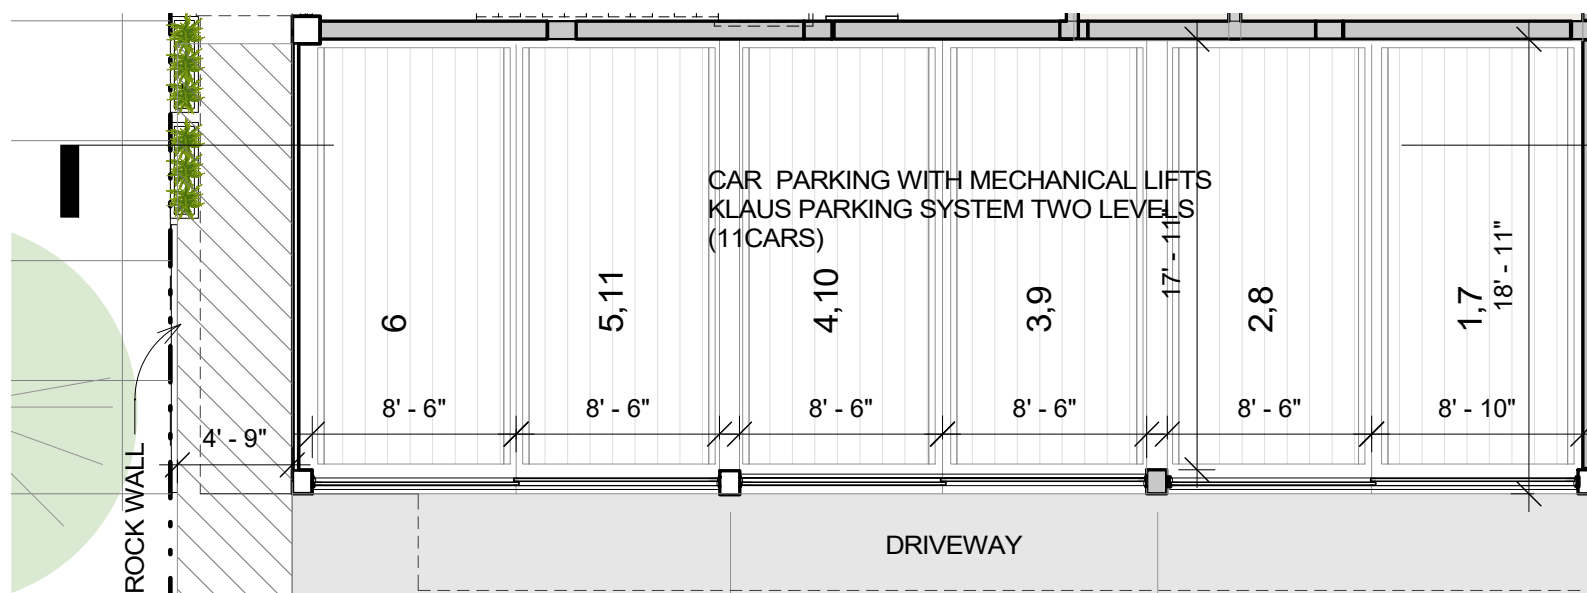 CAR PARKING WITH MECHANICAL LIFTS
KLAUS PARKING SYSTEM TWO LEVELS
(11CARS)
17' - 11"
18' - 11"
6
5,11
4,10
3,9
2,8
1,7
8' - 6"
8' - 6"
8' - 6"
8' - 6"
8' - 6"
8' - 10"
4' - 9"
ROCK WALL
DRIVEWAY